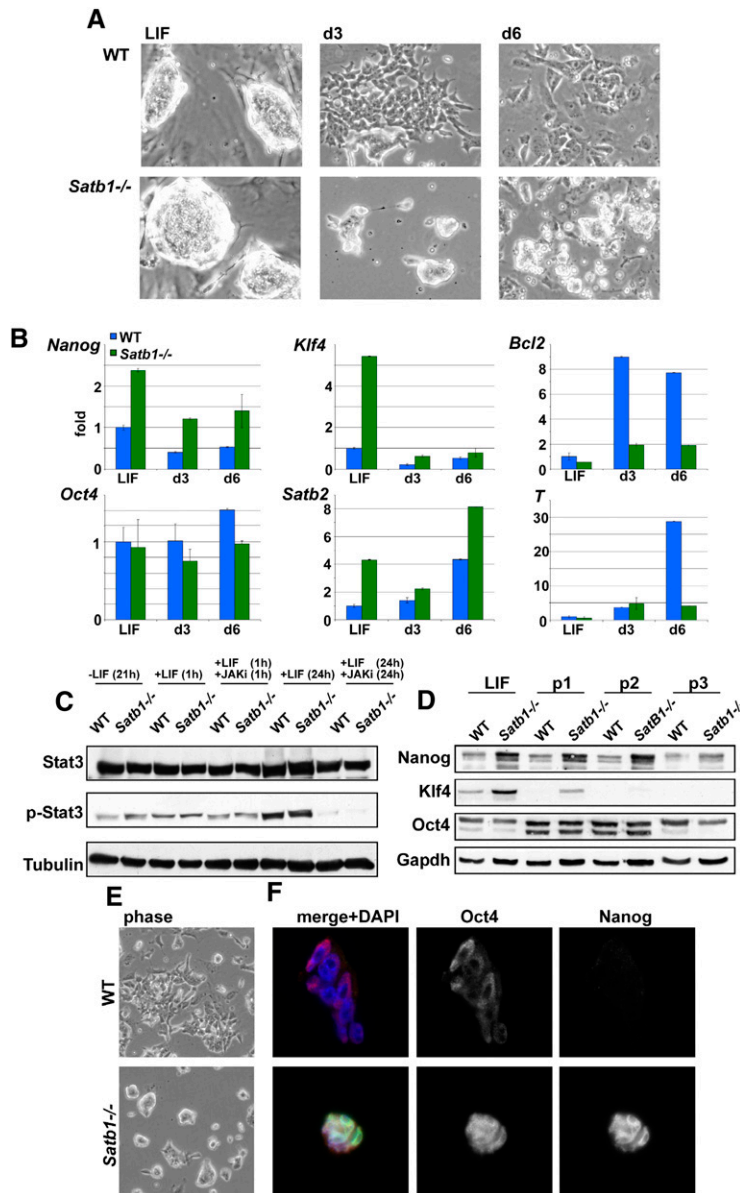 A
LIF d3 d6
WT
Satb1-/-
B
WT
Satb1-/-
Nanog
fold
2
1
0
LIF d3 d6
Klf4
6
4
2
0
LIF d3 d6
Bcl2
8
6
4
2
0
LIF d3 d6
Oct4
1
0
LIF d3 d6
Satb2
8
6
4
2
0
LIF d3 d6
T
30
20
10
0
LIF d3 d6
C
-LIF (21h) +LIF (1h) +LIF (1h) +LIF (24h) +LIF (24h)
+JAKi (1h) +JAKi (24h)
WT Satb1-/- WT Satb1-/- WT Satb1-/- WT Satb1-/- WT Satb1-/-
Stat3
p-Stat3
Tubulin
D
LIF p1 p2 p3
WT Satb1-/- WT Satb1-/- WT SatB1-/- WT Satb1-/-
Nanog
Klf4
Oct4
Gapdh
E
phase
WT
Satb1-/-
F
merge+DAPI Oct4 Nanog